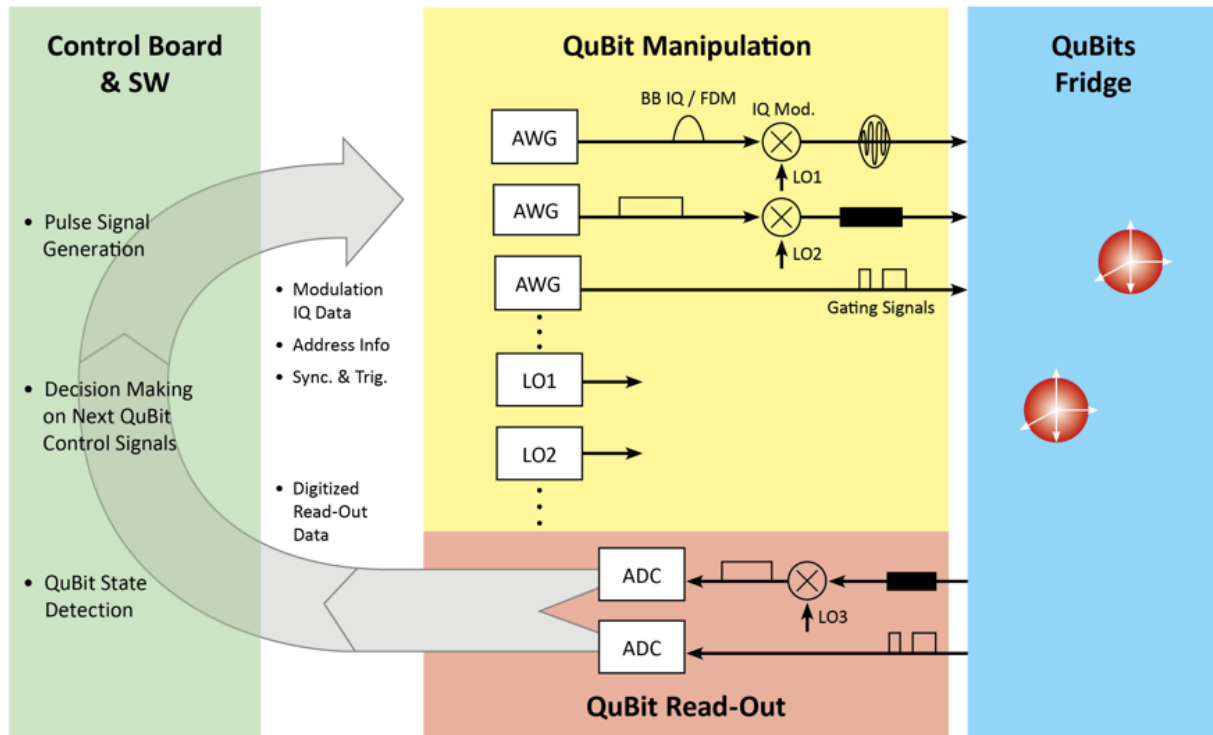 Control Board
& SW
• Pulse Signal
Generation
• Decision Making
on Next QuBit
Control Signals
• QuBit State
Detection
• Modulation
IQ Data
• Address Info
• Sync. & Trig.
• Digitized
Read-Out
Data
QuBit Manipulation
AWG
BB IQ / FDM
IQ Mod.
LO1
AWG
LO2
AWG
Gating Signals
LO1
LO2
ADC
LO3
ADC
QuBit Read-Out
QuBits
Fridge